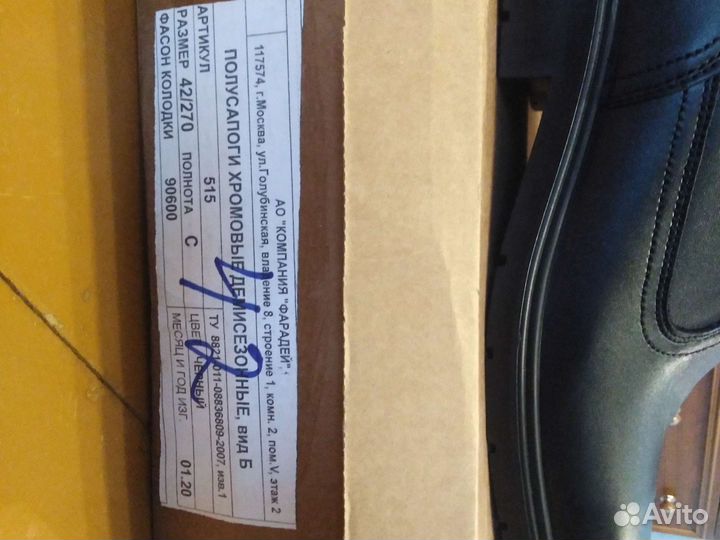 АО "КОМПАНИЯ "ФАРАДЕЙ",
117574, г.Москва, ул.Голубинская, владение 8, строение 1, комн. 2, пом.V, этаж 2
ПОЛУСАПОГИ ХРОМОВЫЕ ДЕМИСЕЗОННЫЕ, вид Б
АРТИКУЛ 515 ТУ 8821-011-08836809-2007, изв.1
РАЗМЕР 42/270 ПОЛНОТА С ЦВЕТ ЧЕРНЫЙ
ФАСОН КОЛОДКИ 90600 МЕСЯЦ И ГОД ИЗГ. 01.20
42
Avito